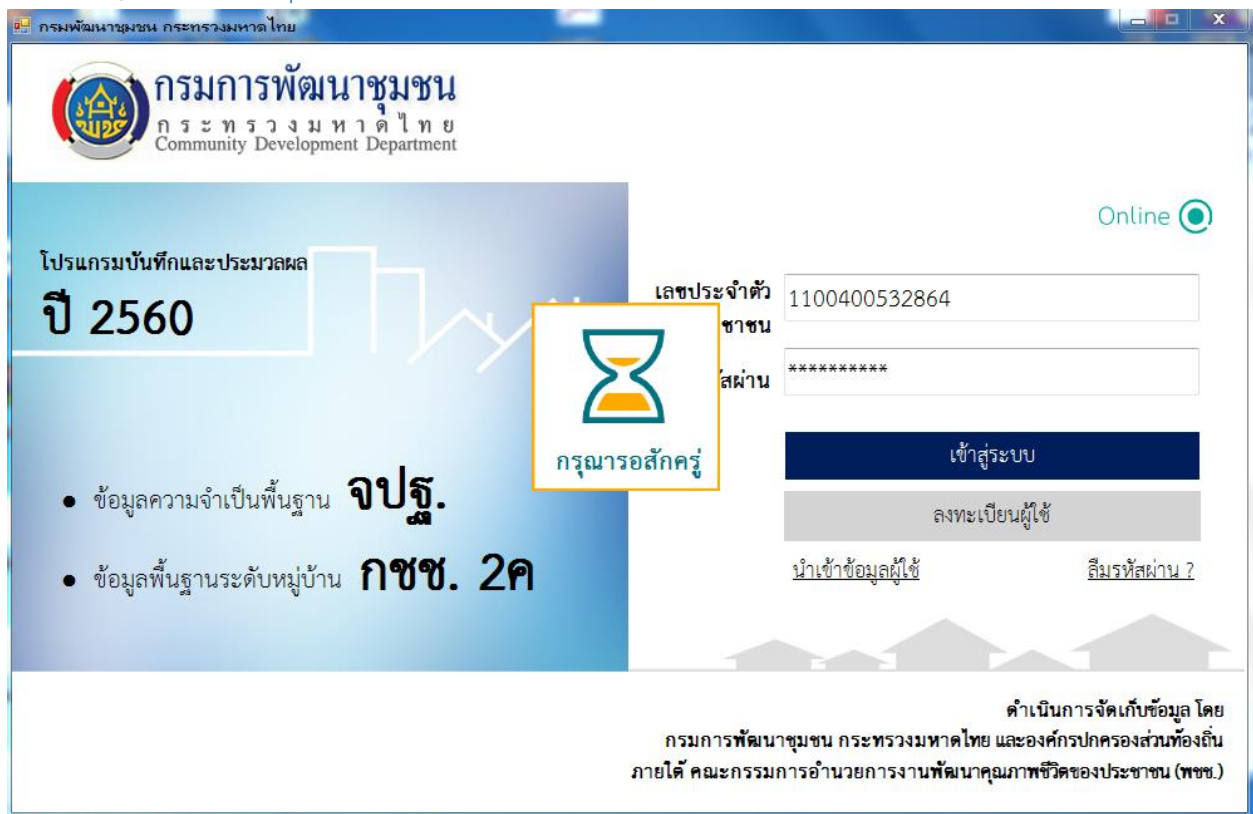 กรมพัฒนาชุมชน กระทรวงมหาดไทย
กรมการพัฒนาชุมชน
กระทรวงมหาดไทย
Community Development Department
Online
โปรแกรมบันทึกและประมวลผล
ปี 2560
เลขประจำตัว
ชาชน
1100400532864
สผ่าน
**********
กรุณารอสักครู่
เข้าสู่ระบบ
ลงทะเบียนผู้ใช้
นำเข้าข้อมูลผู้ใช้ ลืมรหัสผ่าน ?
• ข้อมูลความจำเป็นพื้นฐาน จปฐ.
• ข้อมูลพื้นฐานระดับหมู่บ้าน กชช. 2ค
ดำเนินการจัดเก็บข้อมูล โดย
กรมการพัฒนาชุมชน กระทรวงมหาดไทย และองค์กรปกครองส่วนท้องถิ่น
ภายใต้ คณะกรรมการอำนวยการงานพัฒนาคุณภาพชีวิตของประชาชน (พชช.)